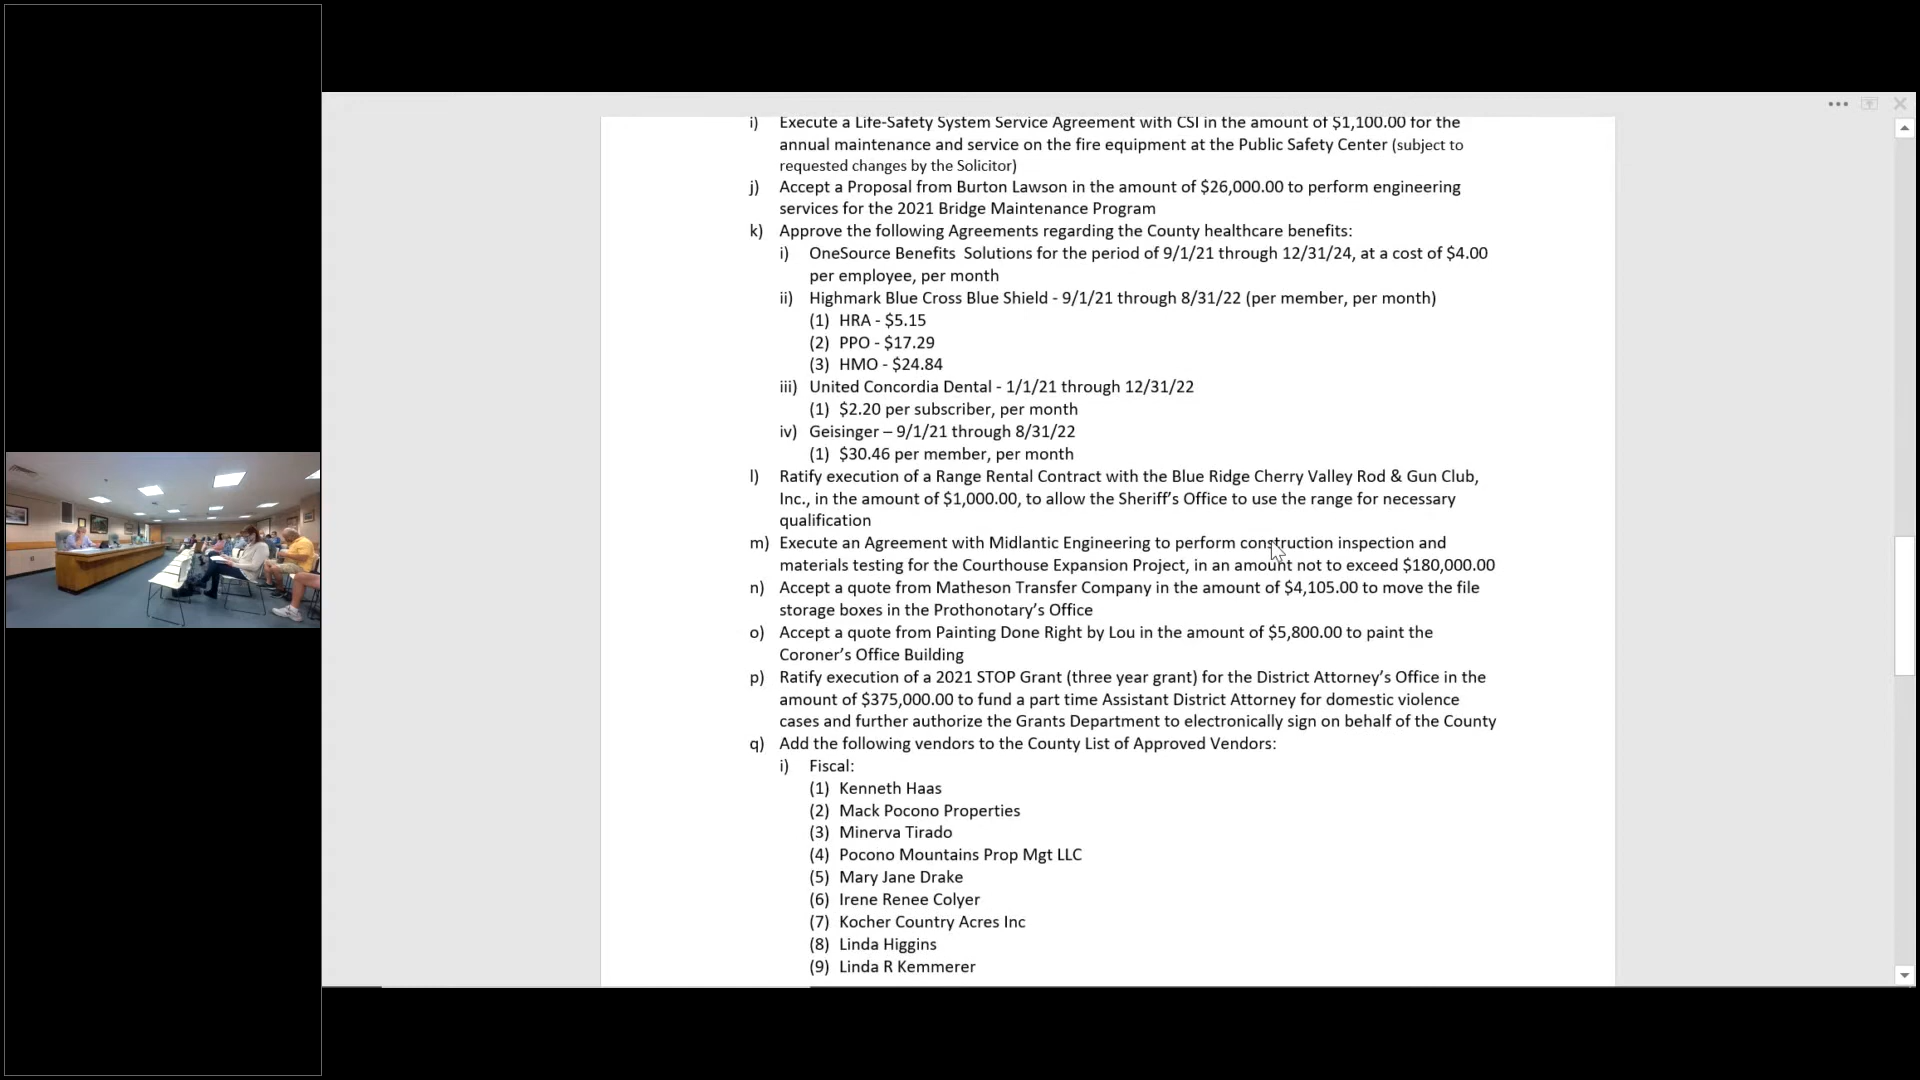 i) Execute a Life-Safety System Service Agreement with CSI in the amount of $1,100.00 for the
annual maintenance and service on the fire equipment at the Public Safety Center (subject to
requested changes by the Solicitor)
j) Accept a Proposal from Burton Lawson in the amount of $26,000.00 to perform engineering
services for the 2021 Bridge Maintenance Program
k) Approve the following Agreements regarding the County healthcare benefits:
i) OneSource Benefits  Solutions for the period of 9/1/21 through 12/31/24, at a cost of $4.00
per employee, per month
ii) Highmark Blue Cross Blue Shield - 9/1/21 through 8/31/22 (per member, per month)
(1) HRA - $5.15
(2) PPO - $17.29
(3) HMO - $24.84
iii) United Concordia Dental - 1/1/21 through 12/31/22
(1) $2.20 per subscriber, per month
iv) Geisinger – 9/1/21 through 8/31/22
(1) $30.46 per member, per month
l) Ratify execution of a Range Rental Contract with the Blue Ridge Cherry Valley Rod & Gun Club,
Inc., in the amount of $1,000.00, to allow the Sheriff’s Office to use the range for necessary
qualification
m) Execute an Agreement with Midlantic Engineering to perform construction inspection and
materials testing for the Courthouse Expansion Project, in an amount not to exceed $180,000.00
n) Accept a quote from Matheson Transfer Company in the amount of $4,105.00 to move the file
storage boxes in the Prothonotary’s Office
o) Accept a quote from Painting Done Right by Lou in the amount of $5,800.00 to paint the
Coroner’s Office Building
p) Ratify execution of a 2021 STOP Grant (three year grant) for the District Attorney’s Office in the
amount of $375,000.00 to fund a part time Assistant District Attorney for domestic violence
cases and further authorize the Grants Department to electronically sign on behalf of the County
q) Add the following vendors to the County List of Approved Vendors:
i) Fiscal:
(1) Kenneth Haas
(2) Mack Pocono Properties
(3) Minerva Tirado
(4) Pocono Mountains Prop Mgt LLC
(5) Mary Jane Drake
(6) Irene Renee Colyer
(7) Kocher Country Acres Inc
(8) Linda Higgins
(9) Linda R Kemmerer